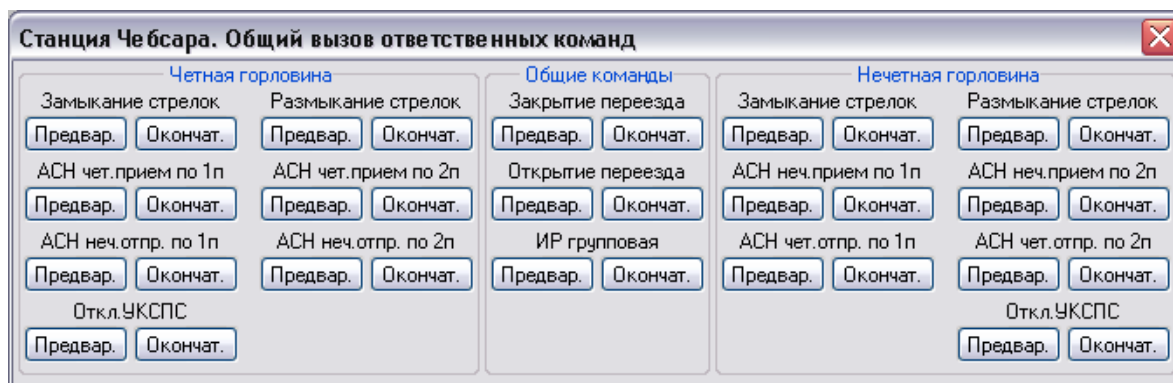 Станция Чебсара. Общий вызов ответственных команд
Четная горловина Общие команды Нечетная горловина
Замыкание стрелок Размыкание стрелок Закрытие переезда Замыкание стрелок Размыкание стрелок
Предвар. Окончат. Предвар. Окончат. Предвар. Окончат. Предвар. Окончат. Предвар. Окончат.
АСН чет.прием по 1п АСН чет.прием по 2п Открытие переезда АСН неч.прием по 1п АСН неч.прием по 2п
Предвар. Окончат. Предвар. Окончат. Предвар. Окончат. Предвар. Окончат. Предвар. Окончат.
АСН неч.отпр. по 1п АСН неч.отпр. по 2п ИР групповая АСН чет.отпр. по 1п АСН чет.отпр. по 2п
Предвар. Окончат. Предвар. Окончат. Предвар. Окончат. Предвар. Окончат. Предвар. Окончат.
Откл.УКСПС Откл.УКСПС
Предвар. Окончат. Предвар. Окончат.